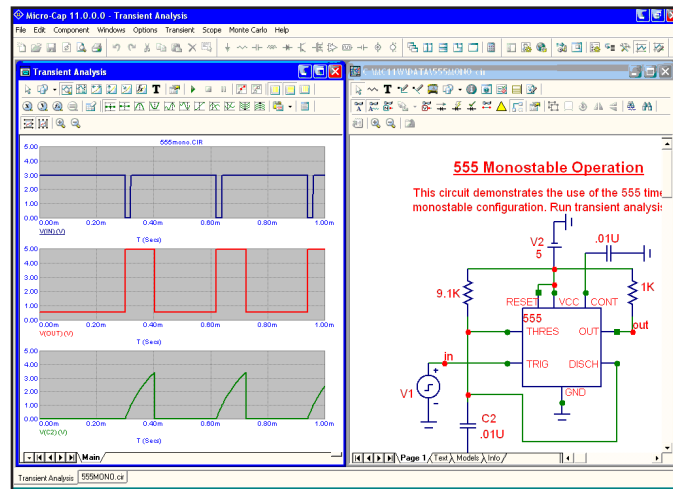 Micro-Cap 11.0.0.0 - Transient Analysis
File Edit Component Windows Options Transient Scope Monte Carlo Help
Transient Analysis
555mono.CIR
5.00
4.00
3.00
2.00
1.00
0.00
0.00m 0.20m 0.40m 0.60m 0.80m 1.00m
V(IN) (V)
T (Secs)
5.00
4.00
3.00
2.00
1.00
0.00
0.00m 0.20m 0.40m 0.60m 0.80m 1.00m
V(OUT) (V)
T (Secs)
5.00
4.00
3.00
2.00
1.00
0.00
0.00m 0.20m 0.40m 0.60m 0.80m 1.00m
V(C2) (V)
T (Secs)
Main
C:\MC11W\DATA\555MONO.cir
555 Monostable Operation
This circuit demonstrates the use of the 555 time
monostable configuration. Run transient analysis
V2
5
.01U
9.1K
RESET VCC CONT
1K
555
THRES OUT
out
in
TRIG DISCH
V1
GND
C2
.01U
Page 1 Text Models Info
Transient Analysis 555MONO.cir